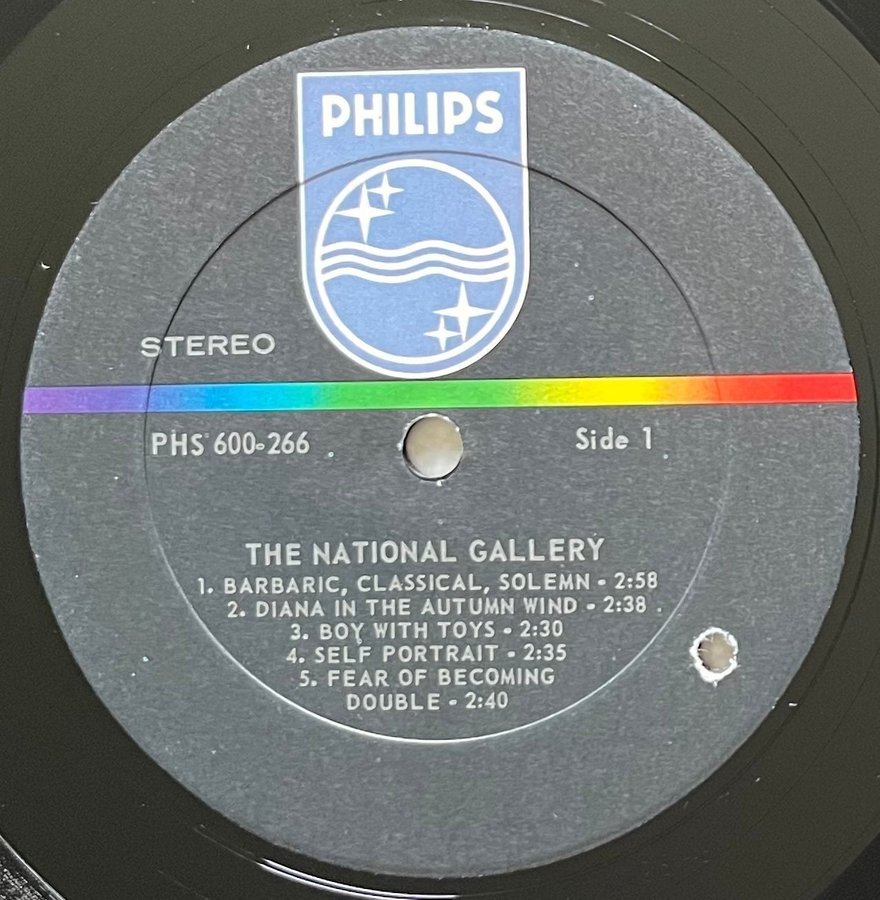 PHILIPS
STEREO
PHS 600-266
Side 1
THE NATIONAL GALLERY
1. BARBARIC, CLASSICAL, SOLEMN - 2:58
2. DIANA IN THE AUTUMN WIND - 2:38
3. BOY WITH TOYS - 2:30
4. SELF PORTRAIT - 2:35
5. FEAR OF BECOMING
DOUBLE - 2:40